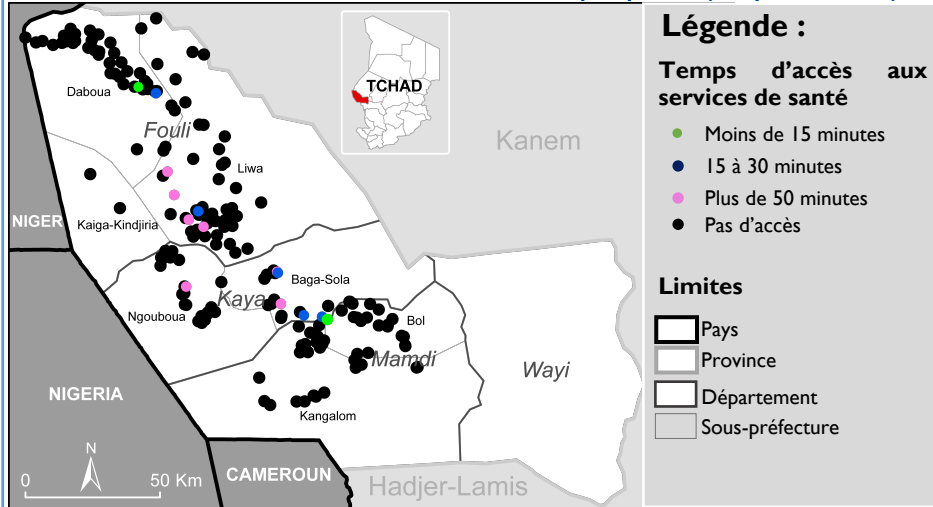 Légende :
Temps d'accès aux
services de santé
Moins de 15 minutes
15 à 30 minutes
Plus de 50 minutes
Pas d'accès
Limites
Pays
Province
Département
Sous-préfecture
TCHAD
Kanem
Daboua
Fouli
Liwa
NIGER
Kaiga-Kindjiria
Baga-Sola
Kaya
Ngouboua
Bol
Mamdi
Wayi
NIGERIA
Kangalom
N
0 50 Km
CAMEROUN
Hadjer-Lamis